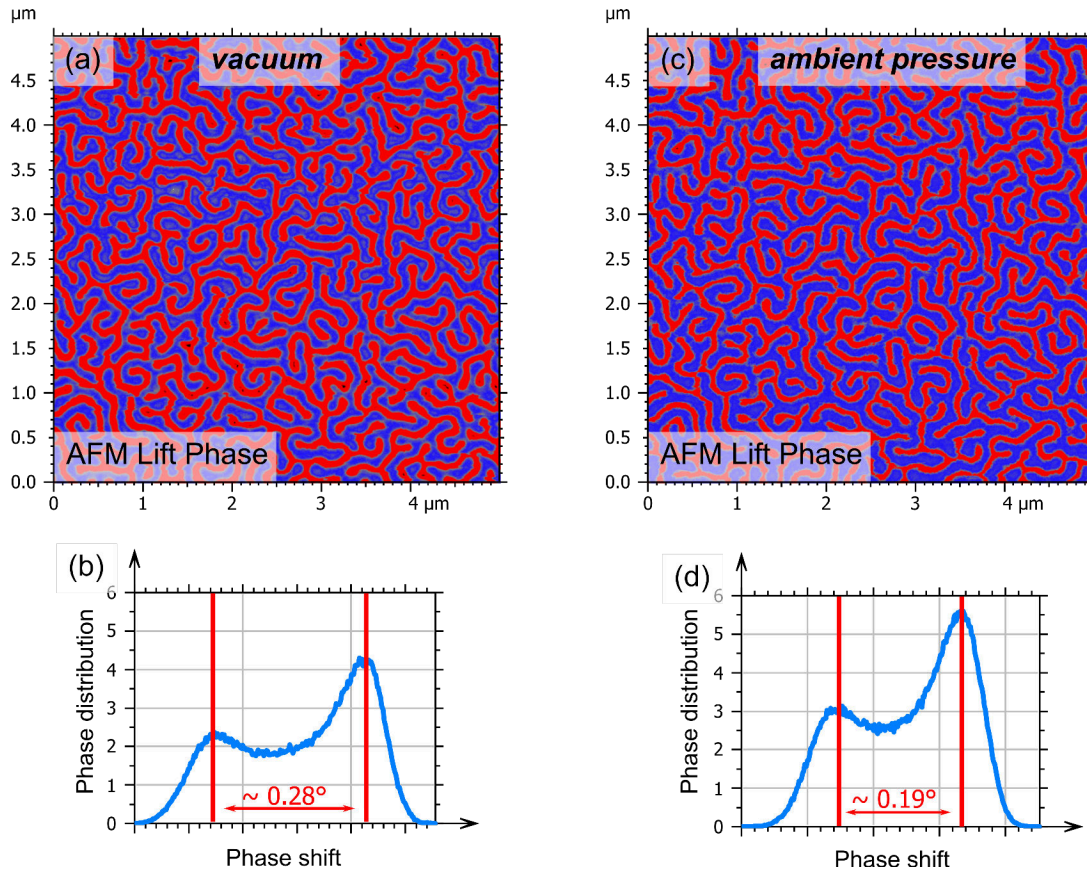 µm
(a)
vacuum
4.5
4.0
3.5
3.0
2.5
2.0
1.5
1.0
0.5
0.0
AFM Lift Phase
0 1 2 3 4 µm
µm
(c)
ambient pressure
4.5
4.0
3.5
3.0
2.5
2.0
1.5
1.0
0.5
0.0
AFM Lift Phase
0 1 2 3 4 µm
(b)
Phase distribution
6
5
4
3
2
1
0
~ 0.28°
Phase shift
(d)
Phase distribution
6
5
4
3
2
1
0
~ 0.19°
Phase shift